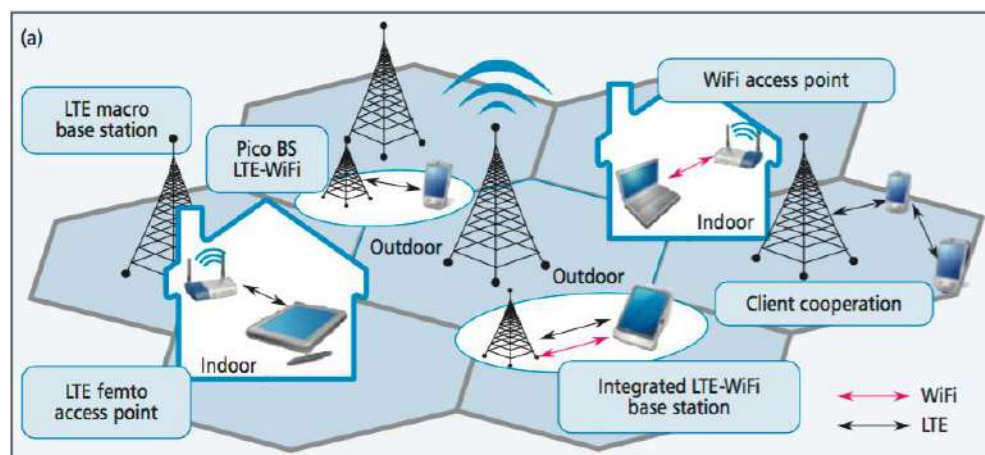 (a)
LTE macro
base station
Pico BS
LTE-WiFi
WiFi access point
Outdoor
Indoor
Outdoor
Client cooperation
Indoor
LTE femto
access point
Integrated LTE-WiFi
base station
WiFi
LTE